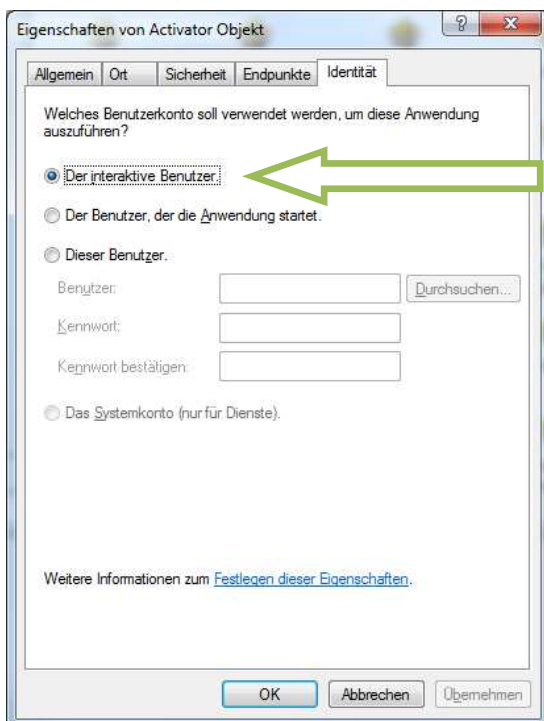 Eigenschaften von Activator Objekt
Allgemein Ort Sicherheit Endpunkte Identität
Welches Benutzerkonto soll verwendet werden, um diese Anwendung
auszuführen?
Der interaktive Benutzer.
Der Benutzer, der die Anwendung startet.
Dieser Benutzer.
Benutzer: Durchsuchen...
Kennwort:
Kennwort bestätigen:
Das Systemkonto (nur für Dienste).
Weitere Informationen zum Festlegen dieser Eigenschaften.
OK Abbrechen Übernehmen